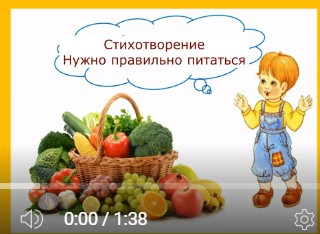 Стихотворение
Нужно правильно питаться
0:00 / 1:38